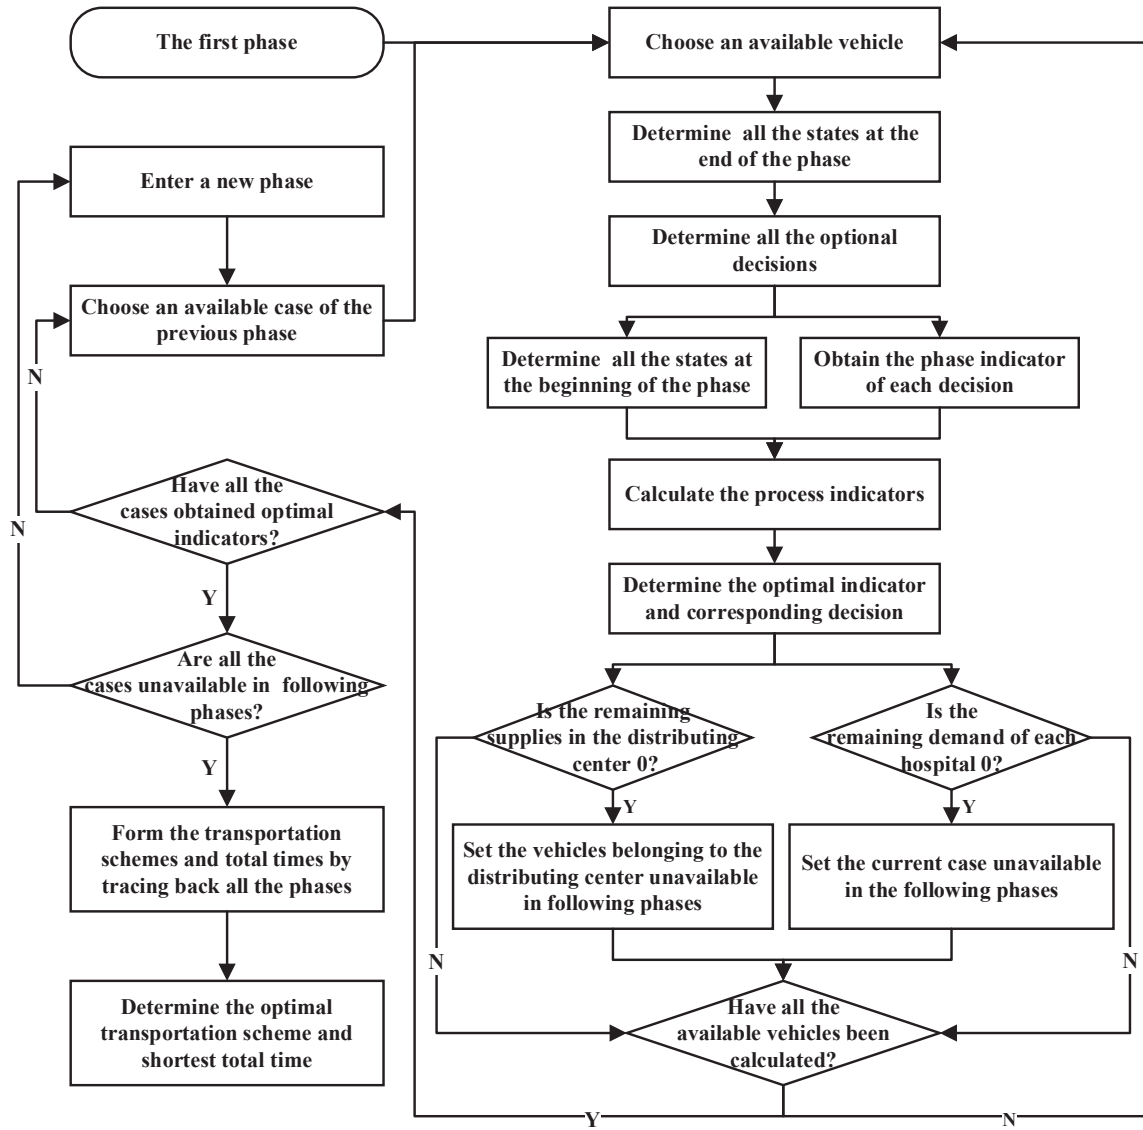 The first phase
Choose an available vehicle
Determine all the states at the
end of the phase
Enter a new phase
Determine all the optional
decisions
Choose an available case of the
previous phase
Determine all the states at
the beginning of the phase
Obtain the phase indicator
of each decision
N
Calculate the process indicators
Have all the
cases obtained optimal
indicators?
N
Determine the optimal indicator
and corresponding decision
Y
Are all the
cases unavailable in following
phases?
Is the remaining
supplies in the distributing
center 0?
Is the
remaining demand of each
hospital 0?
Y
Y
Y
Form the transportation
schemes and total times by
tracing back all the phases
Set the vehicles belonging to the
distributing center unavailable
in following phases
Set the current case unavailable
in the following phases
N
N
Determine the optimal
transportation scheme and
shortest total time
Have all the
available vehicles been
calculated?
Y
N